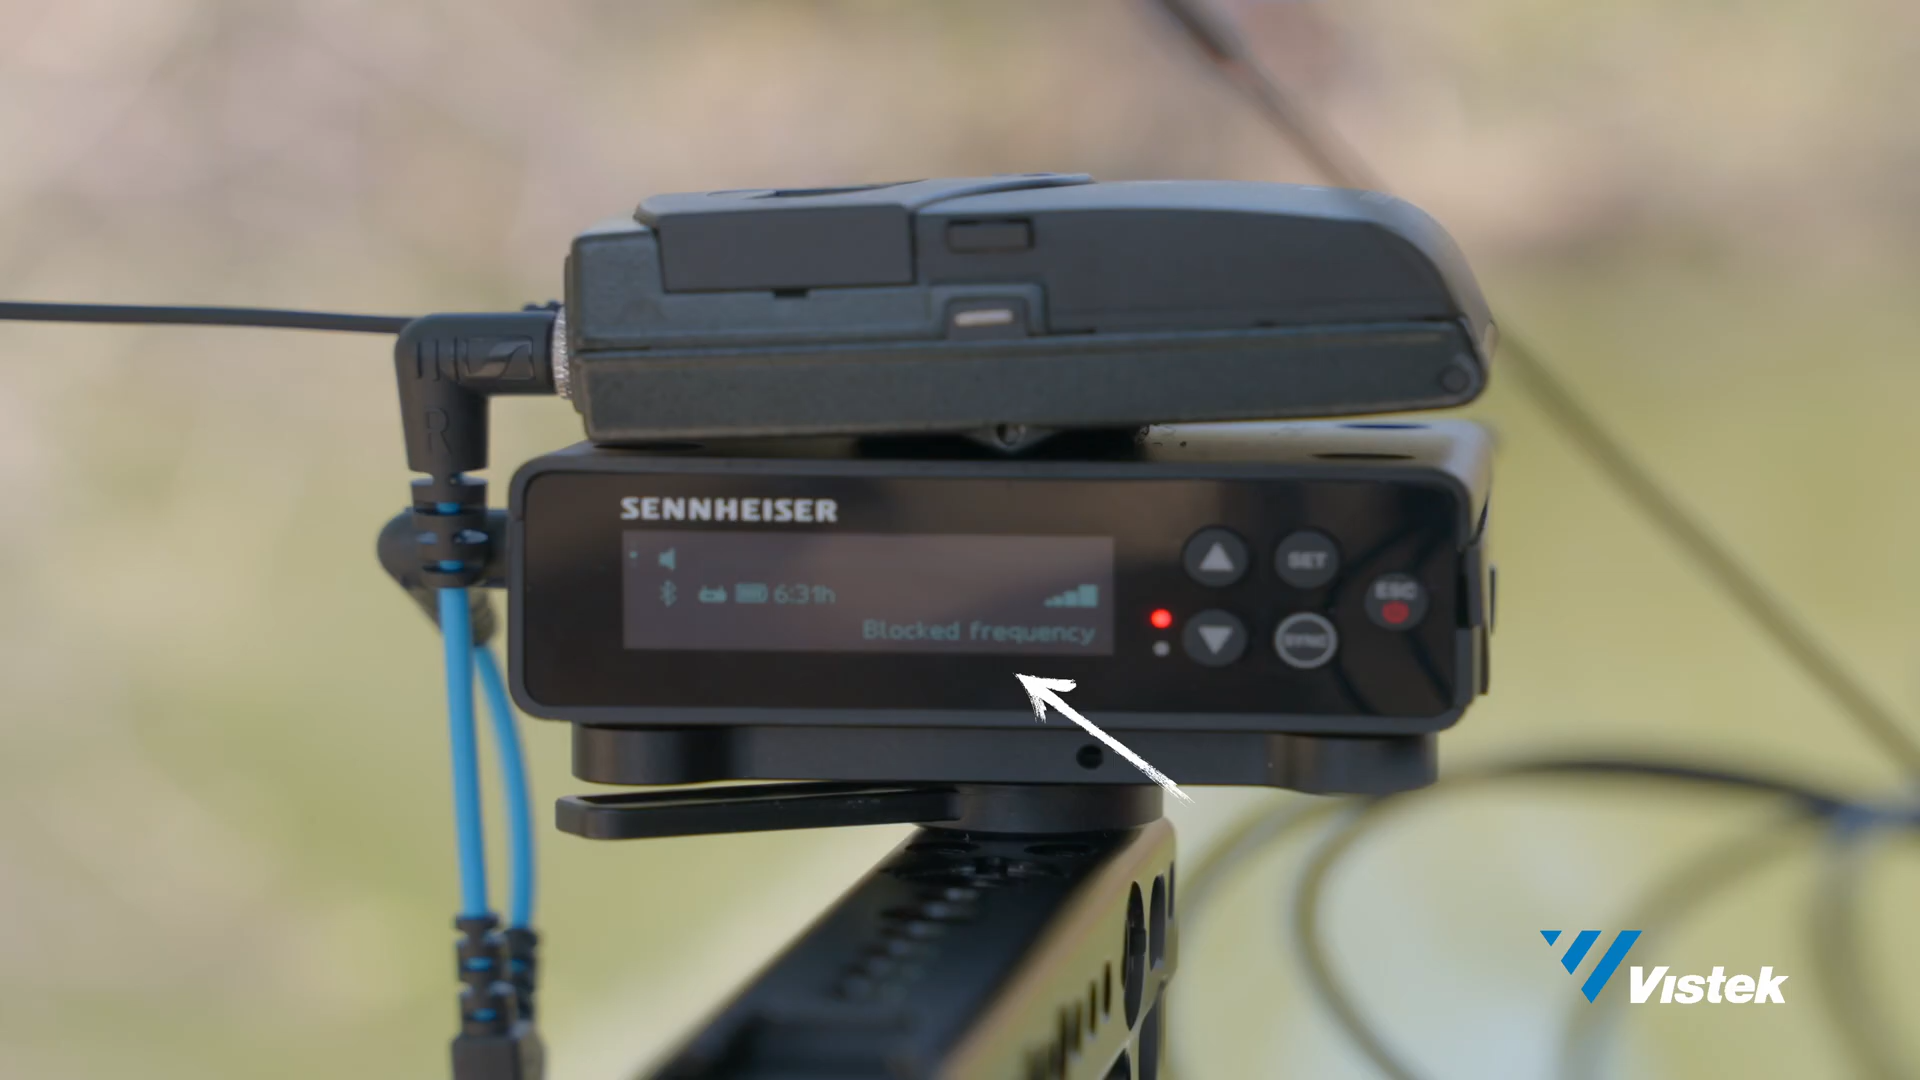 R
SENNHEISER
6:31h
Blocked frequency
SET
ESC
SYNC
Vistek